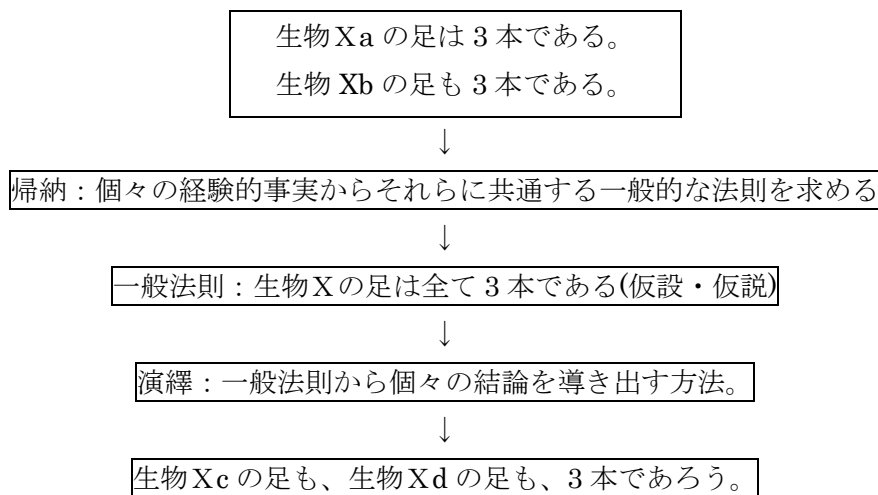 生物Ⅹaの足は3本である。
生物 Xb の足も3本である。
↓
帰納：個々の経験的事実からそれらに共通する一般的な法則を求める
↓
一般法則：生物Ⅹの足は全て3本である(仮設・仮説)
↓
演繹：一般法則から個々の結論を導き出す方法。
↓
生物Ⅹcの足も、生物Ⅹdの足も、3本であろう。